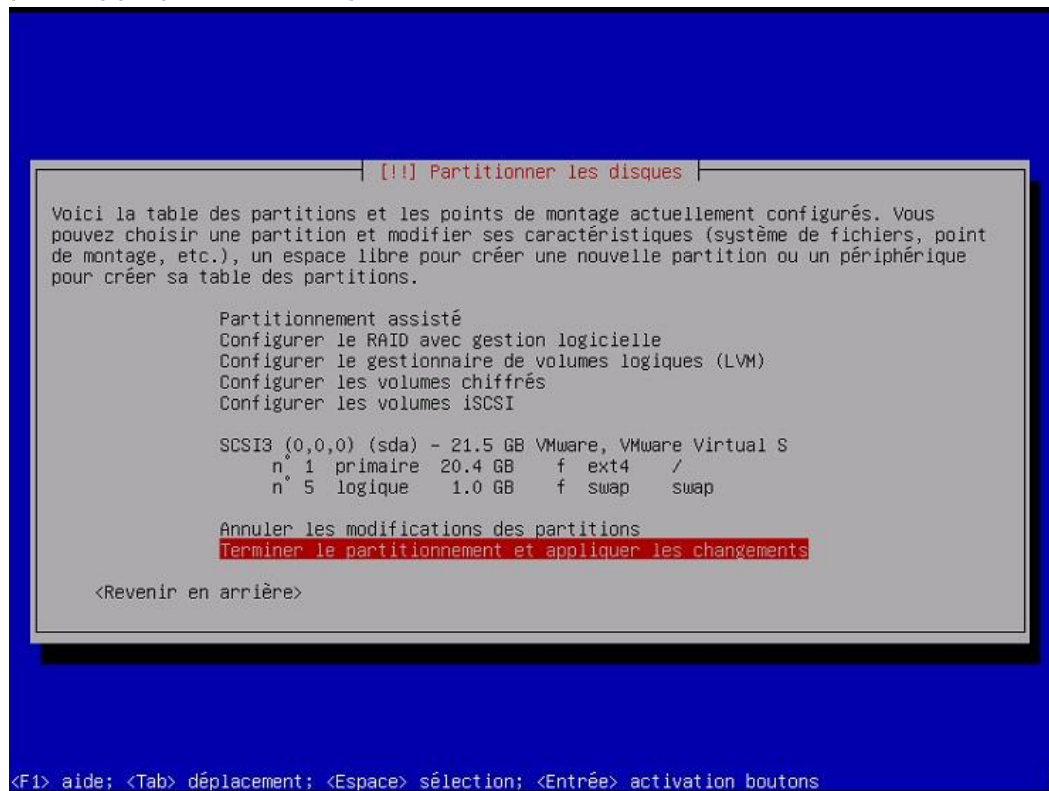 [!!] Partitionner les disques
Voici la table des partitions et les points de montage actuellement configurés. Vous
pouvez choisir une partition et modifier ses caractéristiques (système de fichiers, point
de montage, etc.), un espace libre pour créer une nouvelle partition ou un périphérique
pour créer sa table des partitions.
Partitionnement assisté
Configurer le RAID avec gestion logicielle
Configurer le gestionnaire de volumes logiques (LVM)
Configurer les volumes chiffrés
Configurer les volumes iSCSI
SCSI3 (0,0,0) (sda) - 21.5 GB VMware, VMware Virtual S
n° 1 primaire 20.4 GB f ext4 /
n° 5 logique 1.0 GB f swap swap
Annuler les modifications des partitions
Terminer le partitionnement et appliquer les changements
<Revenir en arrière>
<F1> aide; <Tab> déplacement; <Espace> sélection; <Entrée> activation boutons